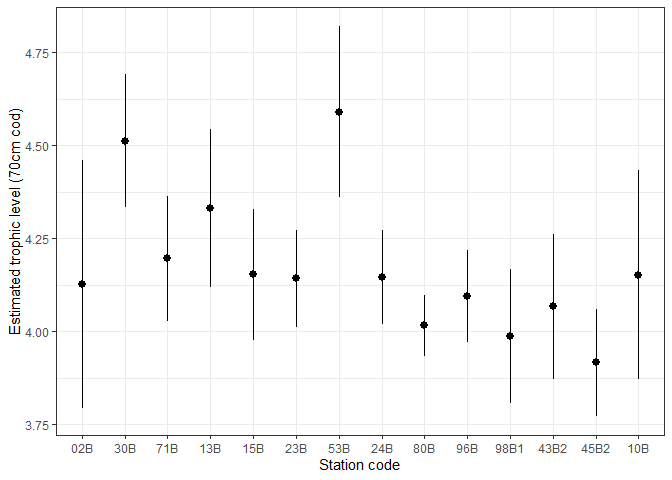 Estimated trophic level (70cm cod)
4.75
4.50
4.25
4.00
3.75
02B 30B 71B 13B 15B 23B 53B 24B 80B 96B 98B1 43B2 45B2 10B
Station code